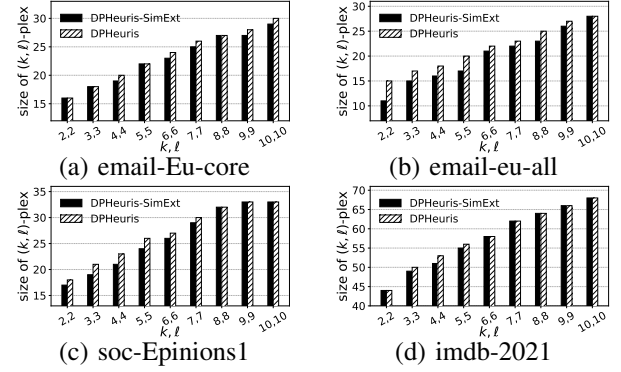 size of (k, ℓ)-plex
30
25
20
15
DPHeuris-SimExt
DPHeuris
2,2 3,3 4,4 5,5 6,6 7,7 8,8 9,9 10,10
k, ℓ
(a) email-Eu-core
size of (k, ℓ)-plex
30
25
20
15
10
DPHeuris-SimExt
DPHeuris
2,2 3,3 4,4 5,5 6,6 7,7 8,8 9,9 10,10
k, ℓ
(b) email-eu-all
size of (k, ℓ)-plex
35
30
25
20
15
DPHeuris-SimExt
DPHeuris
2,2 3,3 4,4 5,5 6,6 7,7 8,8 9,9 10,10
k, ℓ
(c) soc-Epinions1
size of (k, ℓ)-plex
70
65
60
55
50
45
40
DPHeuris-SimExt
DPHeuris
2,2 3,3 4,4 5,5 6,6 7,7 8,8 9,9 10,10
k, ℓ
(d) imdb-2021